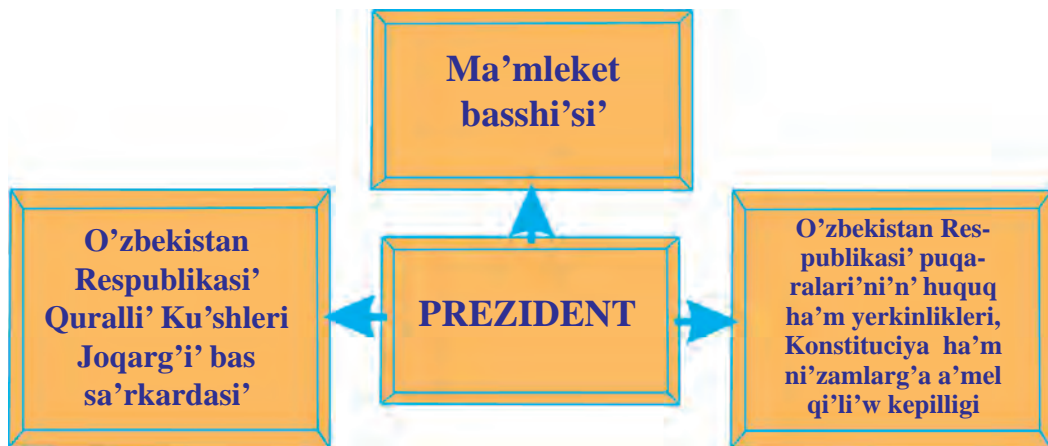 Ma’mleket
basshi’si’
O’zbekistan
Respublikasi’
Quralli’ Ku’shleri
Joqarg’i’ bas
sa’rkardasi’
PREZIDENT
O’zbekistan Res-
publikasi’ puqa-
ralari’ni’n’ huquq
ha’m yerkinlikleri,
Konstituciya ha’m
ni’zamlarg’a a’mel
qi’li’w kepilligi